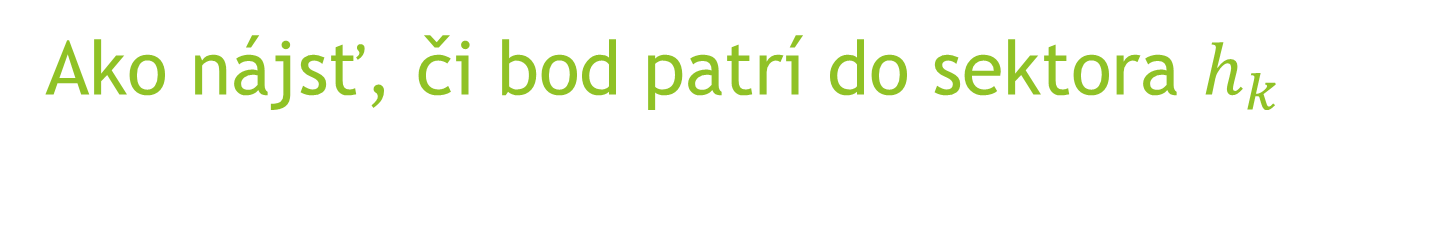 Ako nájsť, či bod patrí do sektora $h_k$